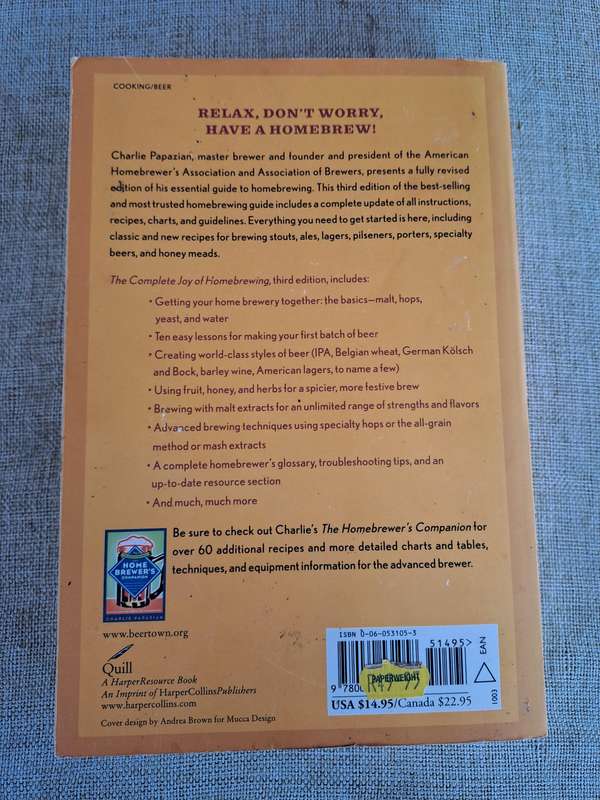 COOKING/BEER
RELAX, DON'T WORRY,
HAVE A HOMEBREW!
Charlie Papazian, master brewer and founder and president of the American
Homebrewer's Association and Association of Brewers, presents a fully revised
edition of his essential guide to homebrewing. This third edition of the best-selling
and most trusted homebrewing guide includes a complete update of all instructions,
recipes, charts, and guidelines. Everything you need to get started is here, including
classic and new recipes for brewing stouts, ales, lagers, pilseners, porters, specialty
beers, and honey meads.
The Complete Joy of Homebrewing, third edition, includes:
• Getting your home brewery together: the basics—malt, hops,
yeast, and water
• Ten easy lessons for making your first batch of beer
• Creating world-class styles of beer (IPA, Belgian wheat, German Kölsch
and Bock, barley wine, American lagers, to name a few)
• Using fruit, honey, and herbs for a spicier, more festive brew
• Brewing with malt extracts for an unlimited range of strengths and flavors
• Advanced brewing techniques using specialty hops or the all-grain
method or mash extracts
• A complete homebrewer's glossary, troubleshooting tips, and an
up-to-date resource section
• And much, much more
Be sure to check out Charlie's The Homebrewer's Companion for
over 60 additional recipes and more detailed charts and tables,
techniques, and equipment information for the advanced brewer.
HOME
BREWER'S
COMPANION
CHARLIE PAPAZIAN
www.beertown.org
Quill
A HarperResource Book
An Imprint of HarperCollinsPublishers
www.harpercollins.com
Cover design by Andrea Brown for Mucca Design
ISBN 0-06-053105-3
51495>
EAN
1003
9 780
PAPERWEIGHT
USA $14.95/Canada $22.95